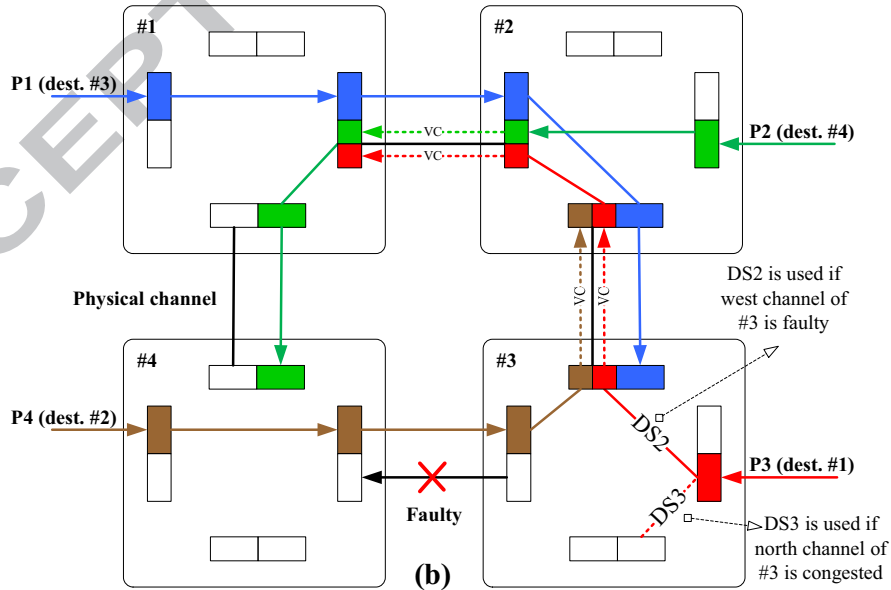 CEPT
#1
#2
P1 (dest. #3)
P2 (dest. #4)
VC
VC
VC
VC
Physical channel
DS2 is used if
west channel of
#3 is faulty
#4
#3
P4 (dest. #2)
DS2
P3 (dest. #1)
Faulty
DS3
DS3 is used if
north channel of
#3 is congested
(b)